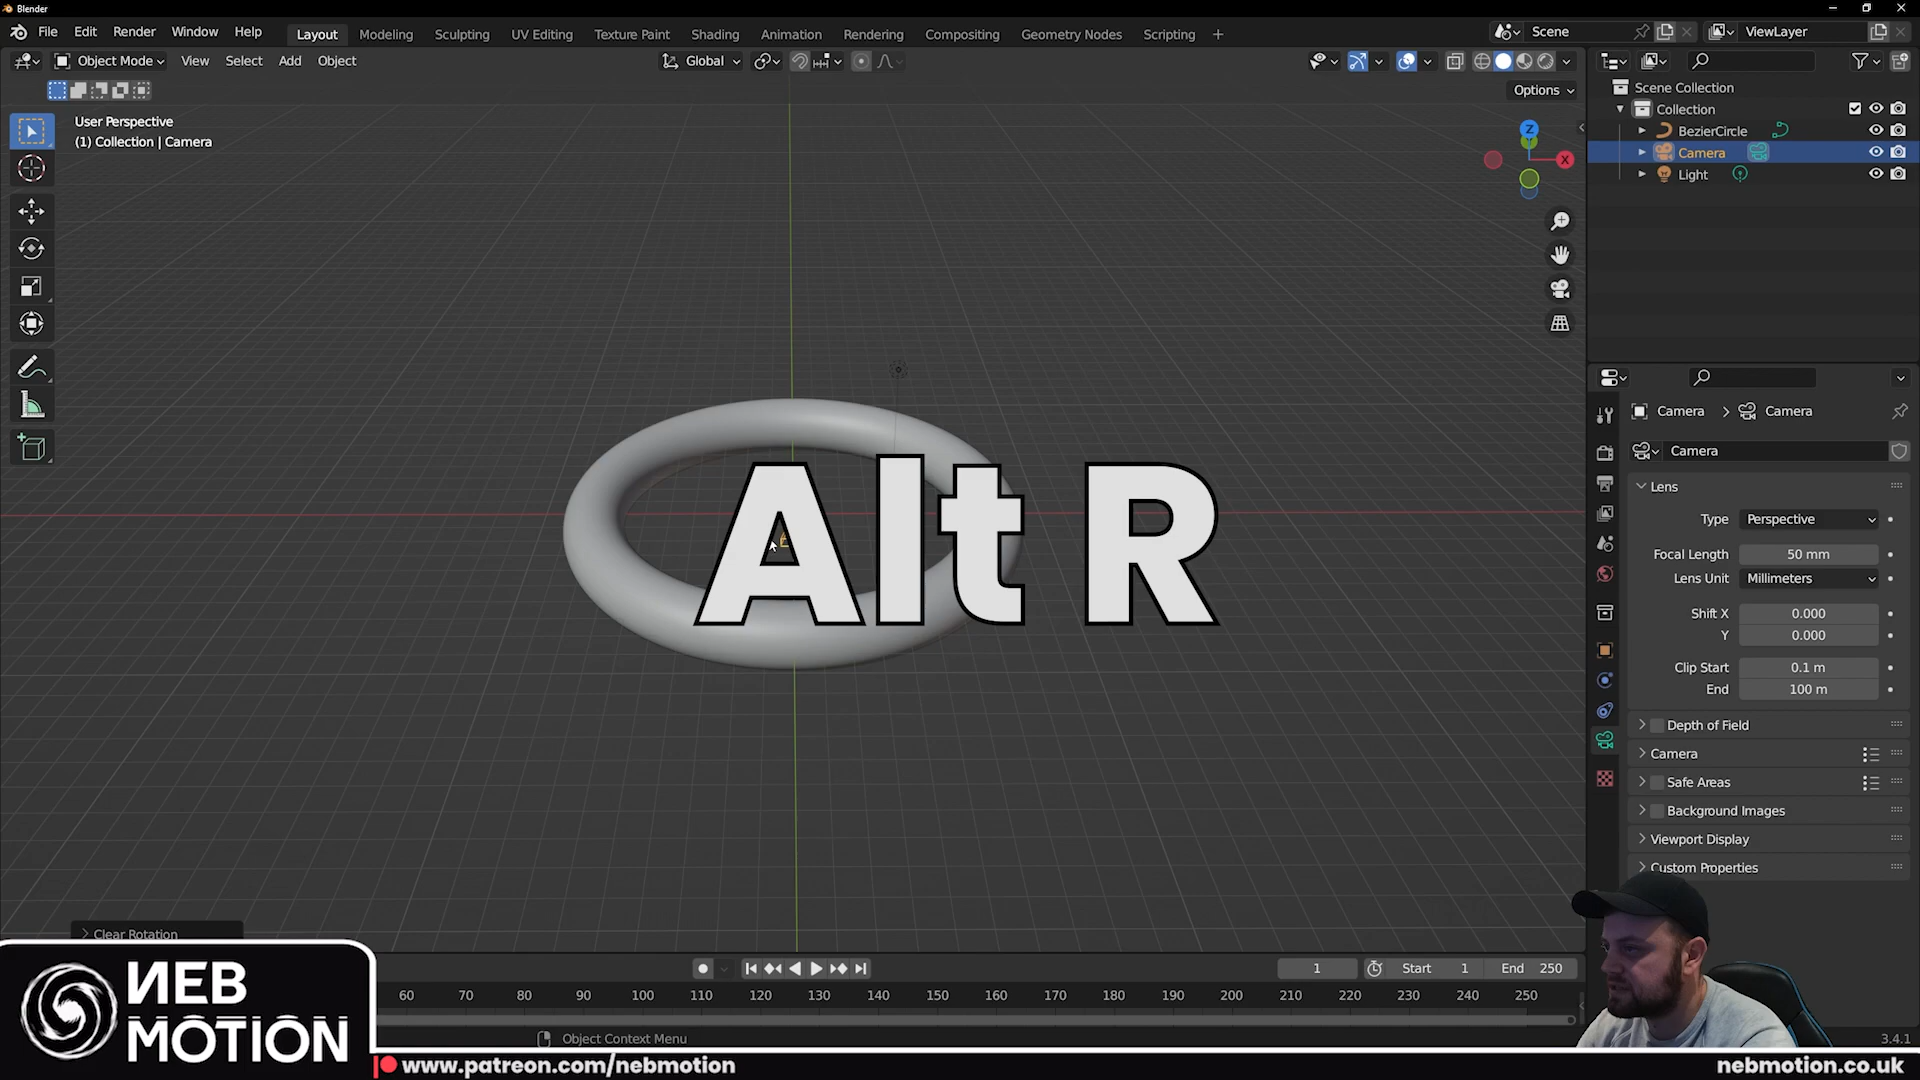 Blender
File Edit Render Window Help Layout Modeling Sculpting UV Editing Texture Paint Shading Animation Rendering Compositing Geometry Nodes Scripting + Scene ViewLayer
Object Mode View Select Add Object Global
Options
User Perspective
(1) Collection | Camera
Z
X
Scene Collection
Collection
BezierCircle
Camera
Light
Camera > Camera
Camera
Lens
Type Perspective
Focal Length 50 mm
Lens Unit Millimeters
Shift X 0.000
Y 0.000
Clip Start 0.1 m
End 100 m
Depth of Field
Camera
Safe Areas
Background Images
Viewport Display
Custom Properties
Alt R
Clear Rotation
1 Start 1 End 250
60 70 80 90 100 110 120 130 140 150 160 170 180 190 200 210 220 230 240 250
Object Context Menu
3.4.1
NEB
MOTION
www.patreon.com/nebmotion
nebmotion.co.uk